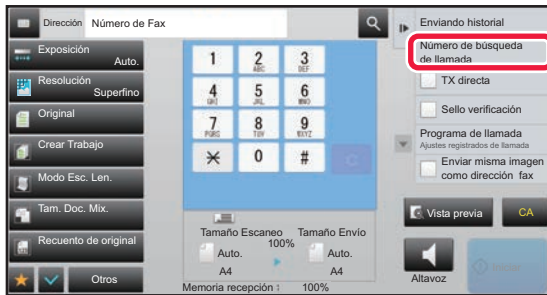 Dirección
Número de Fax
Enviando historial
Número de búsqueda
de llamada
TX directa
Sello verificación
Programa de llamada
Ajustes registrados de llamada
Enviar misma imagen
como dirección fax
Vista previa
CA
Altavoz
Exposición
Auto.
Resolución
Superfino
Original
Crear Trabajo
Modo Esc. Len.
Tam. Doc. Mix.
Recuento de original
Otros
1
2 ABC
3 DEF
4 GHI
5 JKL
6 MNO
7 PQRS
8 TUV
9 WXYZ
0
#
C
Tamaño Escaneo
Tamaño Envío
100%
Auto.
A4
Auto.
A4
Memoria recepción : 100%